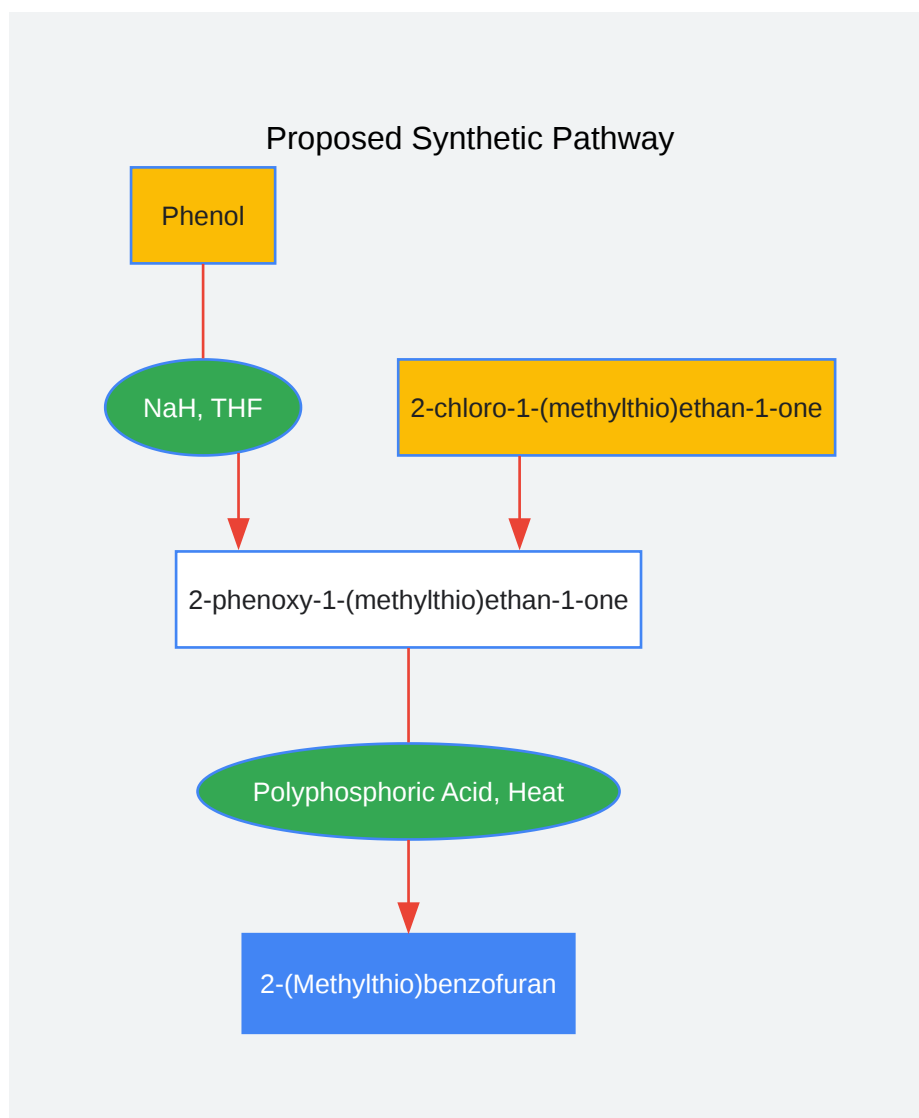 Proposed Synthetic Pathway
Phenol
NaH, THF
2-chloro-1-(methylthio)ethan-1-one
2-phenoxy-1-(methylthio)ethan-1-one
Polyphosphoric Acid, Heat
2-(Methylthio)benzofuran